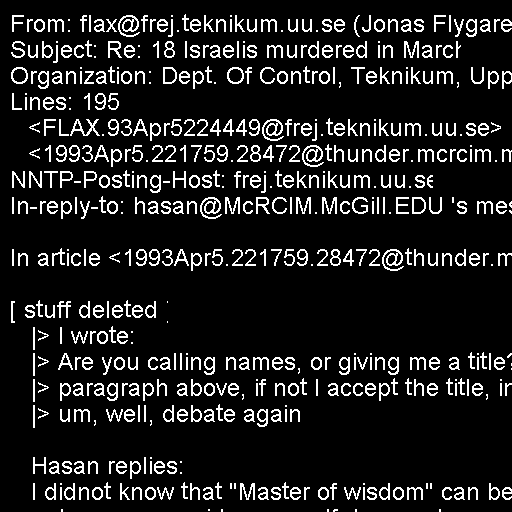 From: flax@frej.teknikum.uu.se (Jonas Flygare
Subject: Re: 18 Israelis murdered in March
Organization: Dept. Of Control, Teknikum, Upp
Lines: 195
<FLAX.93Apr5224449@frej.teknikum.uu.se>
<1993Apr5.221759.28472@thunder.mcrcim.m
NNTP-Posting-Host: frej.teknikum.uu.se
In-reply-to: hasan@McRCIM.McGill.EDU 's mes
In article <1993Apr5.221759.28472@thunder.m
[ stuff deleted ]
|> I wrote:
|> Are you calling names, or giving me a title?
|> paragraph above, if not I accept the title, in
|> um, well, debate again
Hasan replies:
I didnot know that "Master of wisdom" can be